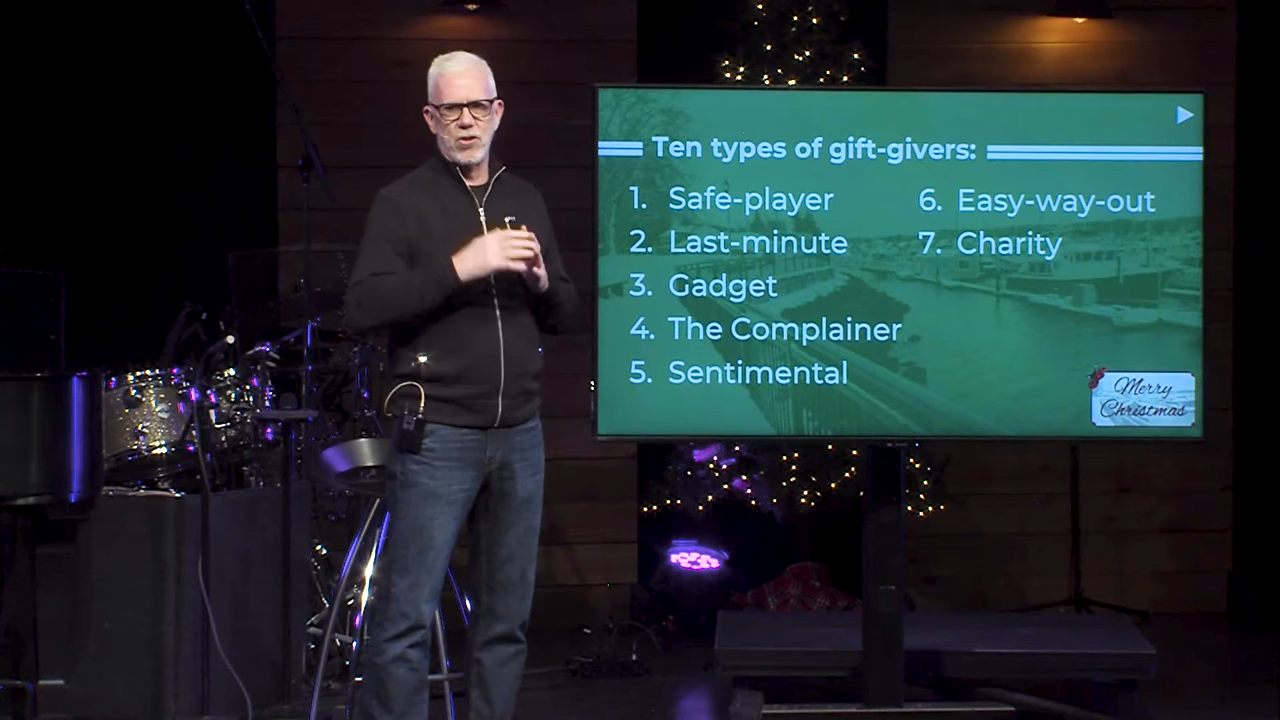 Ten types of gift-givers:
1. Safe-player
2. Last-minute
3. Gadget
4. The Complainer
5. Sentimental
6. Easy-way-out
7. Charity
Merry
Christmas